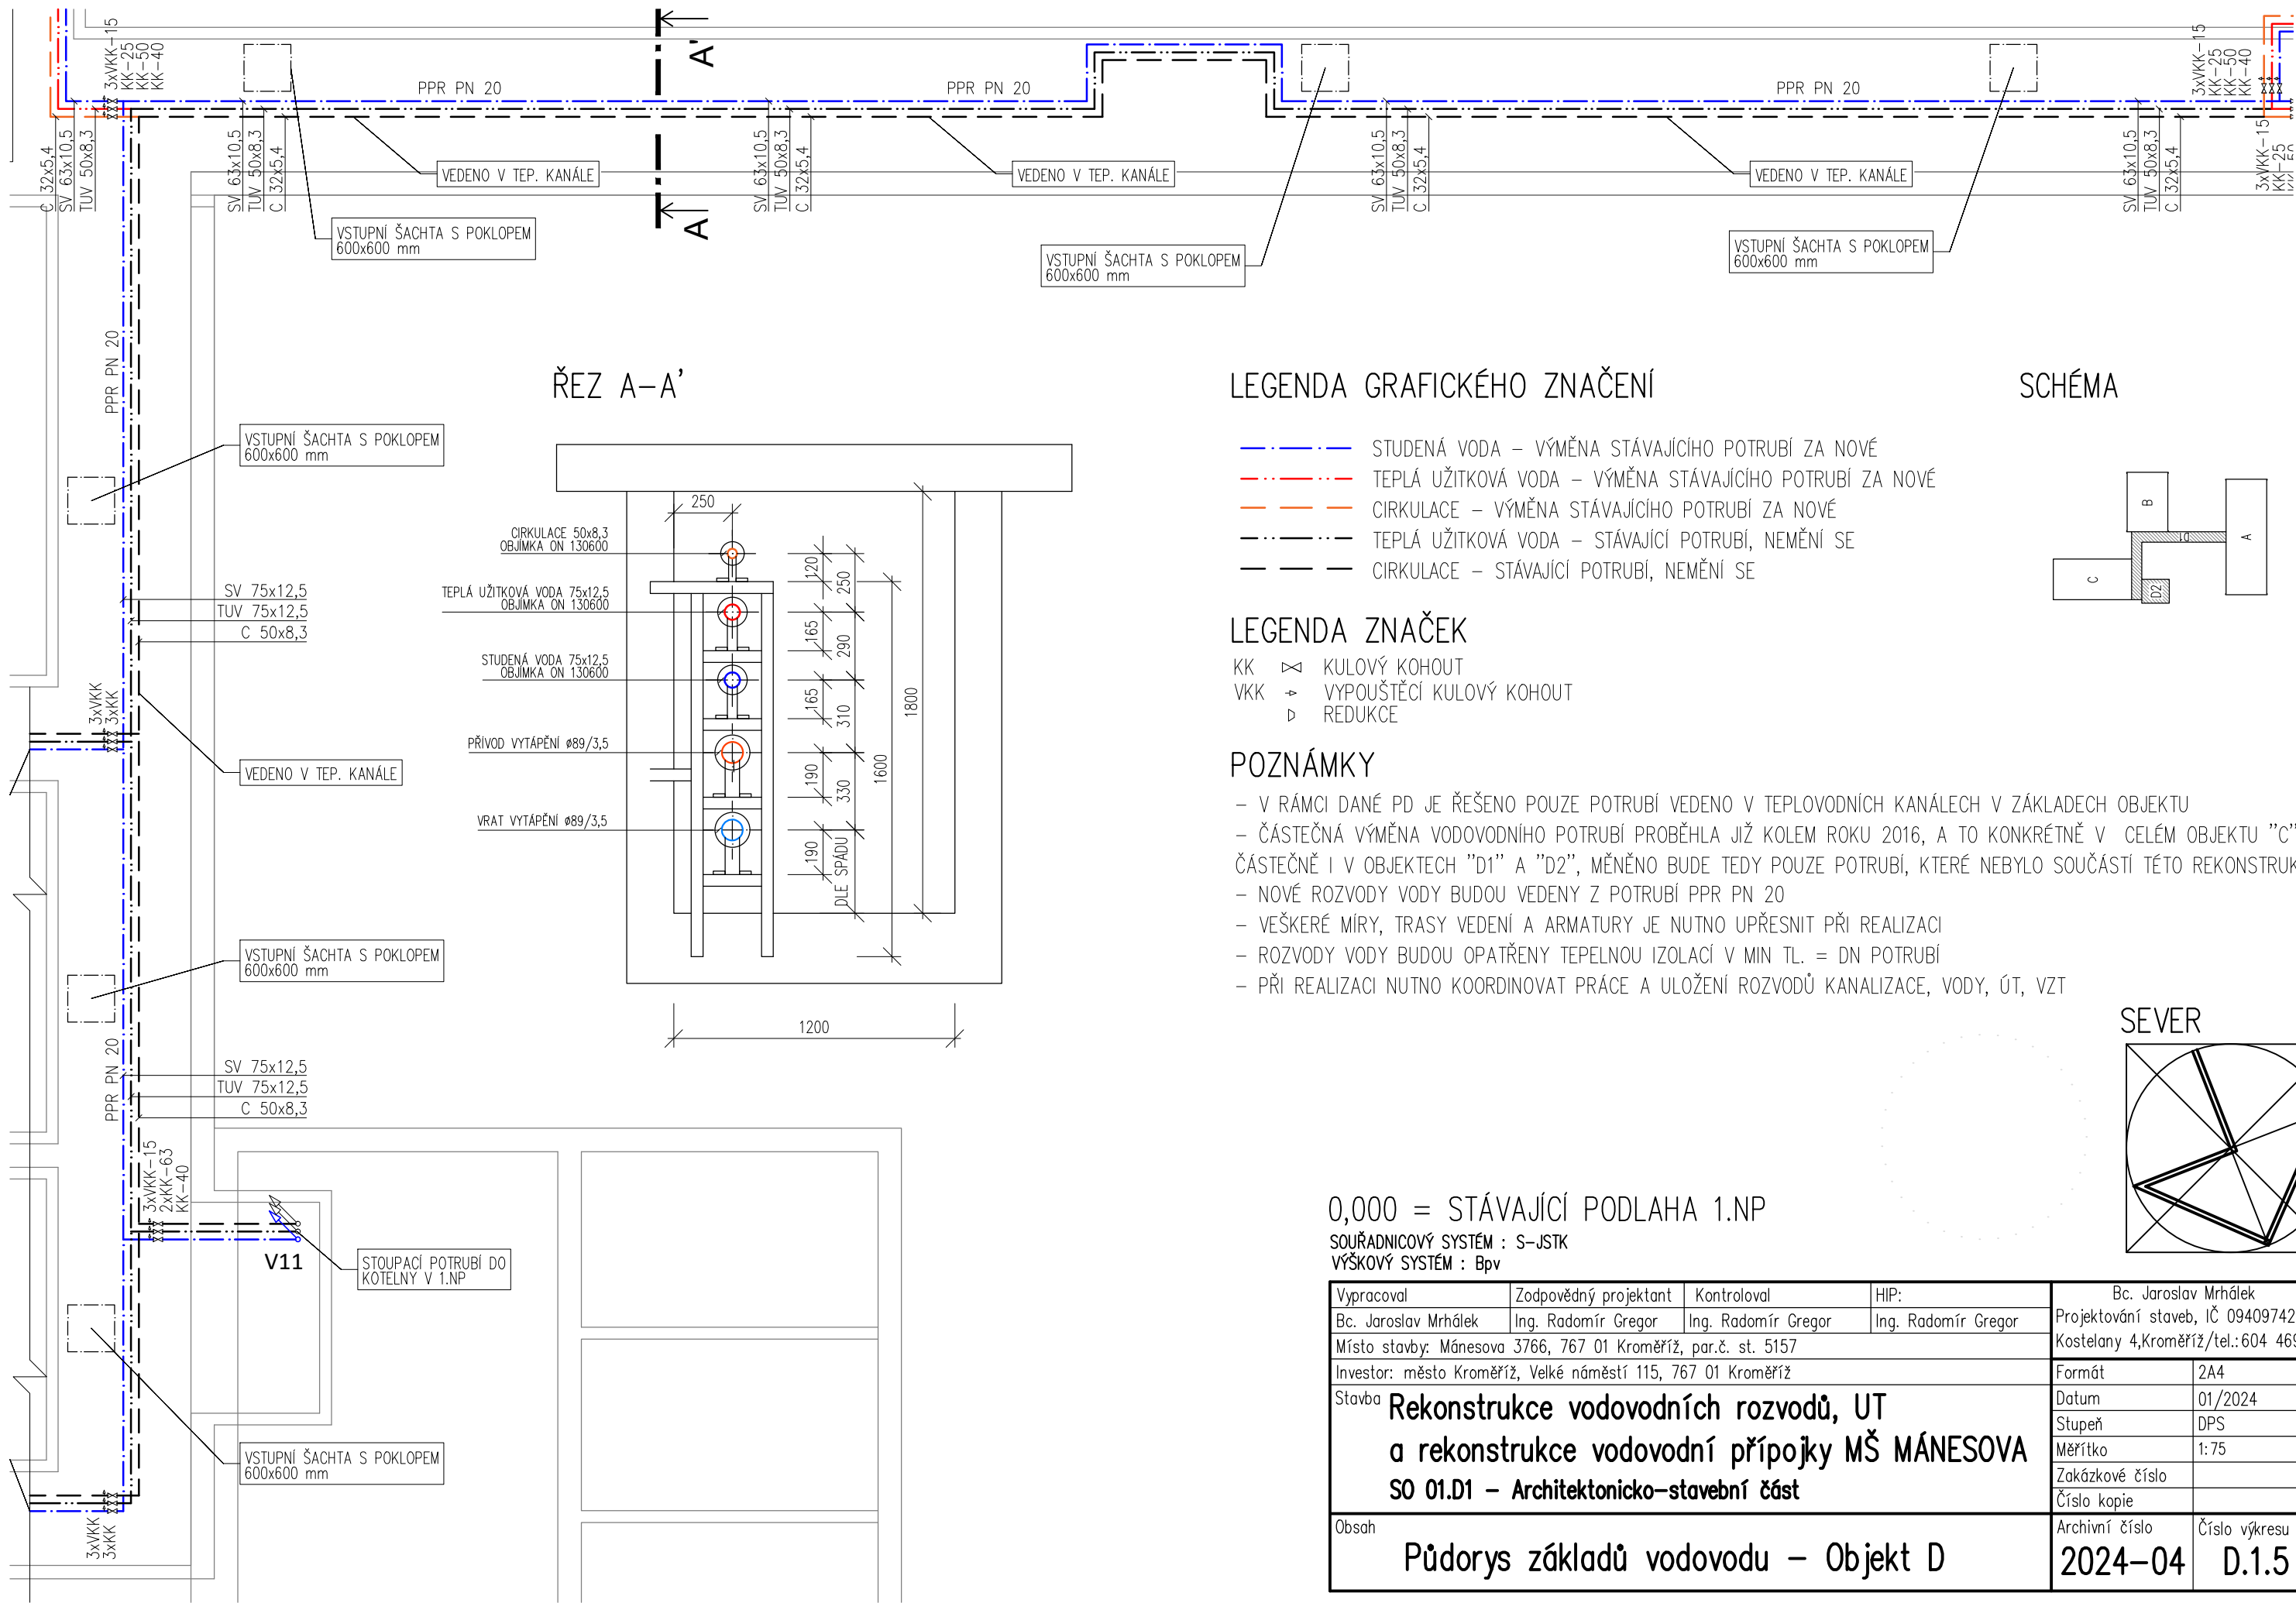 3xVKK-15
KK-25
KK-50
KK-40
C 32x5,4
SV 63x10,5
TUV 50x8,3
PPR PN 20
A'
A
PPR PN 20
PPR PN 20
3xVKK-15
KK-25
KK-50
KK-40
SV 63x10,5
TUV 50x8,3
C 32x5,4
VEDENO V TEP. KANÁLE
SV 63x10,5
TUV 50x8,3
C 32x5,4
VEDENO V TEP. KANÁLE
SV 63x10,5
TUV 50x8,3
C 32x5,4
VEDENO V TEP. KANÁLE
SV 63x10,5
TUV 50x8,3
C 32x5,4
3xVKK-15
KK-25
VSTUPNÍ ŠACHTA S POKLOPEM
600x600 mm
VSTUPNÍ ŠACHTA S POKLOPEM
600x600 mm
VSTUPNÍ ŠACHTA S POKLOPEM
600x600 mm
PPR PN 20
VSTUPNÍ ŠACHTA S POKLOPEM
600x600 mm
SV 75x12,5
TUV 75x12,5
C 50x8,3
3xVKK
3xKK
VEDENO V TEP. KANÁLE
VSTUPNÍ ŠACHTA S POKLOPEM
600x600 mm
PPR PN 20
SV 75x12,5
TUV 75x12,5
C 50x8,3
3xVKK-15
2xKK-63
KK-40
V11
STOUPACÍ POTRUBÍ DO
KOTELNY V 1.NP
VSTUPNÍ ŠACHTA S POKLOPEM
600x600 mm
3xVKK
3xKK
ŘEZ A-A'
250
CIRKULACE 50x8,3
OBJÍMKA ON 130600
TEPLÁ UŽITKOVÁ VODA 75x12,5
OBJÍMKA ON 130600
STUDENÁ VODA 75x12,5
OBJÍMKA ON 130600
PŘÍVOD VYTÁPĚNÍ ø89/3,5
VRAT VYTÁPĚNÍ ø89/3,5
120
165
165
190
190
250
290
310
330
DLE SPÁDU
1600
1800
1200
LEGENDA GRAFICKÉHO ZNAČENÍ
STUDENÁ VODA – VÝMĚNA STÁVAJÍCÍHO POTRUBÍ ZA NOVÉ
TEPLÁ UŽITKOVÁ VODA – VÝMĚNA STÁVAJÍCÍHO POTRUBÍ ZA NOVÉ
CIRKULACE – VÝMĚNA STÁVAJÍCÍHO POTRUBÍ ZA NOVÉ
TEPLÁ UŽITKOVÁ VODA – STÁVAJÍCÍ POTRUBÍ, NEMĚNÍ SE
CIRKULACE – STÁVAJÍCÍ POTRUBÍ, NEMĚNÍ SE
SCHÉMA
B
D1
A
C
D2
LEGENDA ZNAČEK
KK KULOVÝ KOHOUT
VKK VYPOUŠTĚCÍ KULOVÝ KOHOUT
REDUKCE
POZNÁMKY
– V RÁMCI DANÉ PD JE ŘEŠENO POUZE POTRUBÍ VEDENO V TEPLOVODNÍCH KANÁLECH V ZÁKLADECH OBJEKTU
– ČÁSTEČNÁ VÝMĚNA VODOVODNÍHO POTRUBÍ PROBĚHLA JIŽ KOLEM ROKU 2016, A TO KONKRÉTNĚ V CELÉM OBJEKTU "C"
ČÁSTEČNĚ I V OBJEKTECH "D1" A "D2", MĚNĚNO BUDE TEDY POUZE POTRUBÍ, KTERÉ NEBYLO SOUČÁSTÍ TÉTO REKONSTRUK
– NOVÉ ROZVODY VODY BUDOU VEDENY Z POTRUBÍ PPR PN 20
– VEŠKERÉ MÍRY, TRASY VEDENÍ A ARMATURY JE NUTNO UPŘESNIT PŘI REALIZACI
– ROZVODY VODY BUDOU OPATŘENY TEPELNOU IZOLACÍ V MIN TL. = DN POTRUBÍ
– PŘI REALIZACI NUTNO KOORDINOVAT PRÁCE A ULOŽENÍ ROZVODŮ KANALIZACE, VODY, ÚT, VZT
SEVER
0,000 = STÁVAJÍCÍ PODLAHA 1.NP
SOUŘADNICOVÝ SYSTÉM : S-JSTK
VÝŠKOVÝ SYSTÉM : Bpv
Vypracoval Zodpovědný projektant Kontroloval HIP:
Bc. Jaroslav Mrhálek Ing. Radomír Gregor Ing. Radomír Gregor Ing. Radomír Gregor
Místo stavby: Mánesova 3766, 767 01 Kroměříž, par.č. st. 5157
Investor: město Kroměříž, Velké náměstí 115, 767 01 Kroměříž
Stavba Rekonstrukce vodovodních rozvodů, UT
a rekonstrukce vodovodní přípojky MŠ MÁNESOVA
SO 01.D1 – Architektonicko-stavební část
Obsah
Půdorys základů vodovodu – Objekt D
Bc. Jaroslav Mrhálek
Projektování staveb, IČ 09409742
Kostelany 4,Kroměříž/tel.:604 46
Formát 2A4
Datum 01/2024
Stupeň DPS
Měřítko 1:75
Zakázkové číslo
Číslo kopie
Archivní číslo Číslo výkresu
2024-04 D.1.5